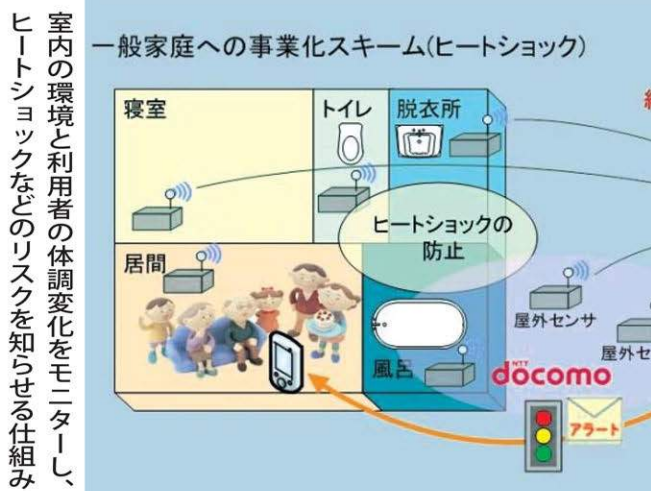 室内の環境と利用者の体調変化をモニターし、
ヒートショックなどのリスクを知らせる仕組み
一般家庭への事業化スキーム(ヒートショック)
寝室
トイレ
脱衣所
ヒートショックの
防止
居間
風呂
屋外センサ
屋外セ
NTT
docomo
アラート